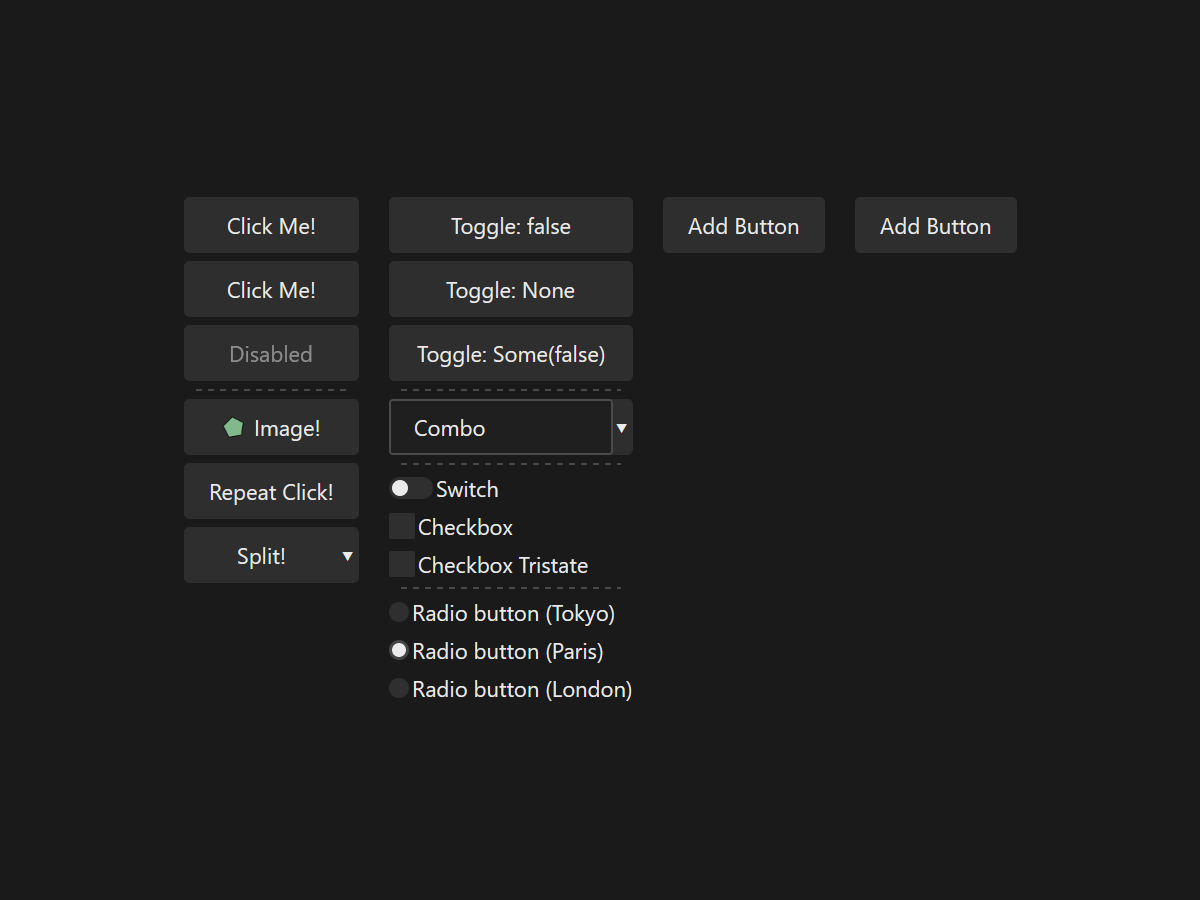 Click Me!
Click Me!
Disabled
Image!
Repeat Click!
Split!
Toggle: false
Toggle: None
Toggle: Some(false)
Combo
Switch
Checkbox
Checkbox Tristate
Radio button (Tokyo)
Radio button (Paris)
Radio button (London)
Add Button
Add Button